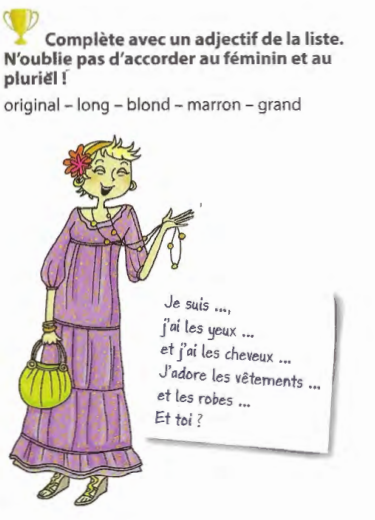 Complète avec un adjectif de la liste.
N'oublie pas d'accorder au féminin et au
pluriel !
original – long – blond – marron – grand
Je suis ...,
j'ai les yeux ...
et j'ai les cheveux ...
J'adore les vêtements ...
et les robes ...
Et toi ?